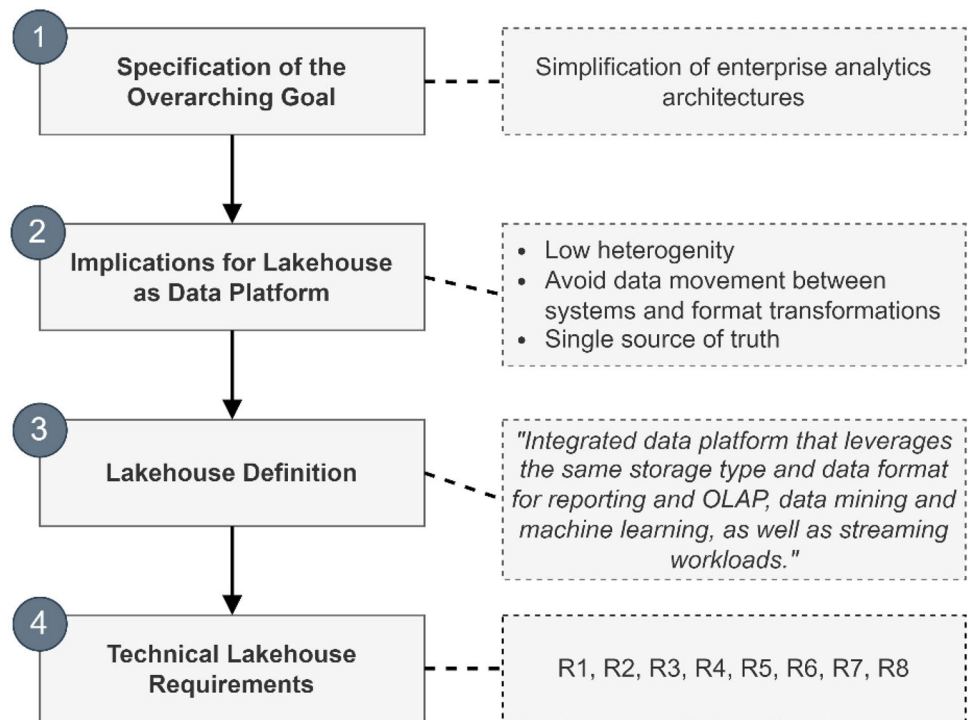 1
Specification of the
Overarching Goal
Simplification of enterprise analytics
architectures
2
Implications for Lakehouse
as Data Platform
• Low heterogenity
• Avoid data movement between
systems and format transformations
• Single source of truth
3
Lakehouse Definition
"Integrated data platform that leverages
the same storage type and data format
for reporting and OLAP, data mining and
machine learning, as well as streaming
workloads."
4
Technical Lakehouse
Requirements
R1, R2, R3, R4, R5, R6, R7, R8